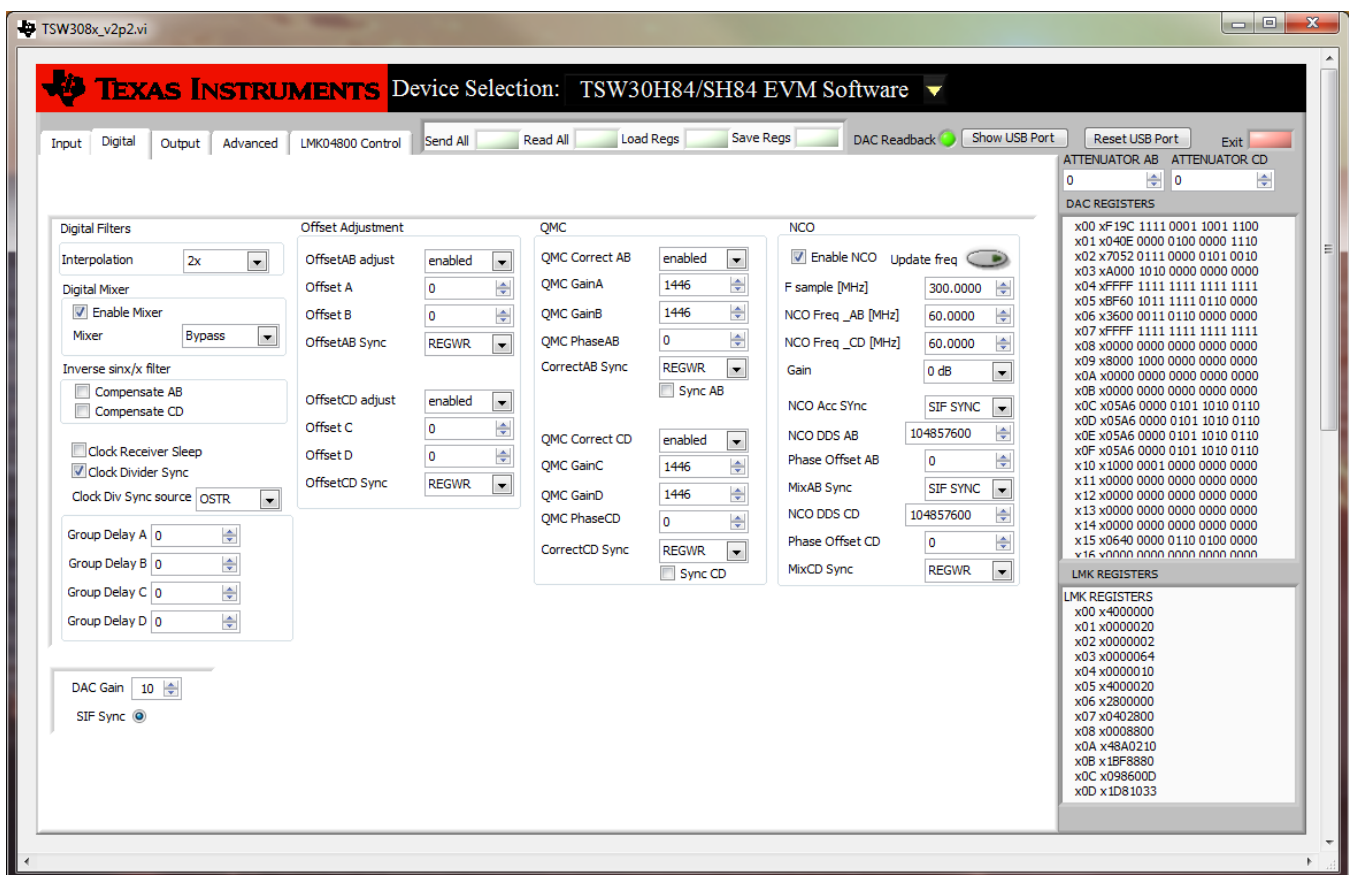 TSW308x_v2p2.vi
TEXAS INSTRUMENTS Device Selection: TSW30H84/SH84 EVM Software
Input Digital Output Advanced LMK04800 Control Send All Read All Load Regs Save Regs DAC Readback Show USB Port Reset USB Port Exit
Digital Filters
Interpolation 2x
Digital Mixer
Enable Mixer
Mixer Bypass
Inverse sinx/x filter
Compensate AB
Compensate CD
Clock Receiver Sleep
Clock Divider Sync
Clock Div Sync source OSTR
Group Delay A 0
Group Delay B 0
Group Delay C 0
Group Delay D 0
DAC Gain 10
SIF Sync
Offset Adjustment
OffsetAB adjust enabled
Offset A 0
Offset B 0
OffsetAB Sync REGWR
OffsetCD adjust enabled
Offset C 0
Offset D 0
OffsetCD Sync REGWR
QMC
QMC Correct AB enabled
QMC GainA 1446
QMC GainB 1446
QMC PhaseAB 0
CorrectAB Sync REGWR
Sync AB
QMC Correct CD enabled
QMC GainC 1446
QMC GainD 1446
QMC PhaseCD 0
CorrectCD Sync REGWR
Sync CD
NCO
Enable NCO Update freq
F sample [MHz] 300.0000
NCO Freq _AB [MHz] 60.0000
NCO Freq _CD [MHz] 60.0000
Gain 0 dB
NCO Acc SYnc SIF SYNC
NCO DDS AB 104857600
Phase Offset AB 0
MixAB Sync SIF SYNC
NCO DDS CD 104857600
Phase Offset CD 0
MixCD Sync REGWR
ATTENUATOR AB ATTENUATOR CD
0 0
DAC REGISTERS
x00 xF19C 1111 0001 1001 1100
x01 x040E 0000 0100 0000 1110
x02 x7052 0111 0000 0101 0010
x03 xA000 1010 0000 0000 0000
x04 xFFFF 1111 1111 1111 1111
x05 xBF60 1011 1111 0110 0000
x06 x3600 0011 0110 0000 0000
x07 xFFFF 1111 1111 1111 1111
x08 x0000 0000 0000 0000 0000
x09 x8000 1000 0000 0000 0000
x0A x0000 0000 0000 0000 0000
x0B x0000 0000 0000 0000 0000
x0C x05A6 0000 0101 1010 0110
x0D x05A6 0000 0101 1010 0110
x0E x05A6 0000 0101 1010 0110
x0F x05A6 0000 0101 1010 0110
x10 x1000 0001 0000 0000 0000
x11 x0000 0000 0000 0000 0000
x12 x0000 0000 0000 0000 0000
x13 x0000 0000 0000 0000 0000
x14 x0000 0000 0000 0000 0000
x15 x0640 0000 0110 0100 0000
x16 x0000 0000 0000 0000 0000
LMK REGISTERS
LMK REGISTERS
x00 x4000000
x01 x0000020
x02 x0000002
x03 x0000064
x04 x0000010
x05 x4000020
x06 x2800000
x07 x0402800
x08 x0008800
x0A x48A0210
x0B x1BF8880
x0C x098600D
x0D x1D81033